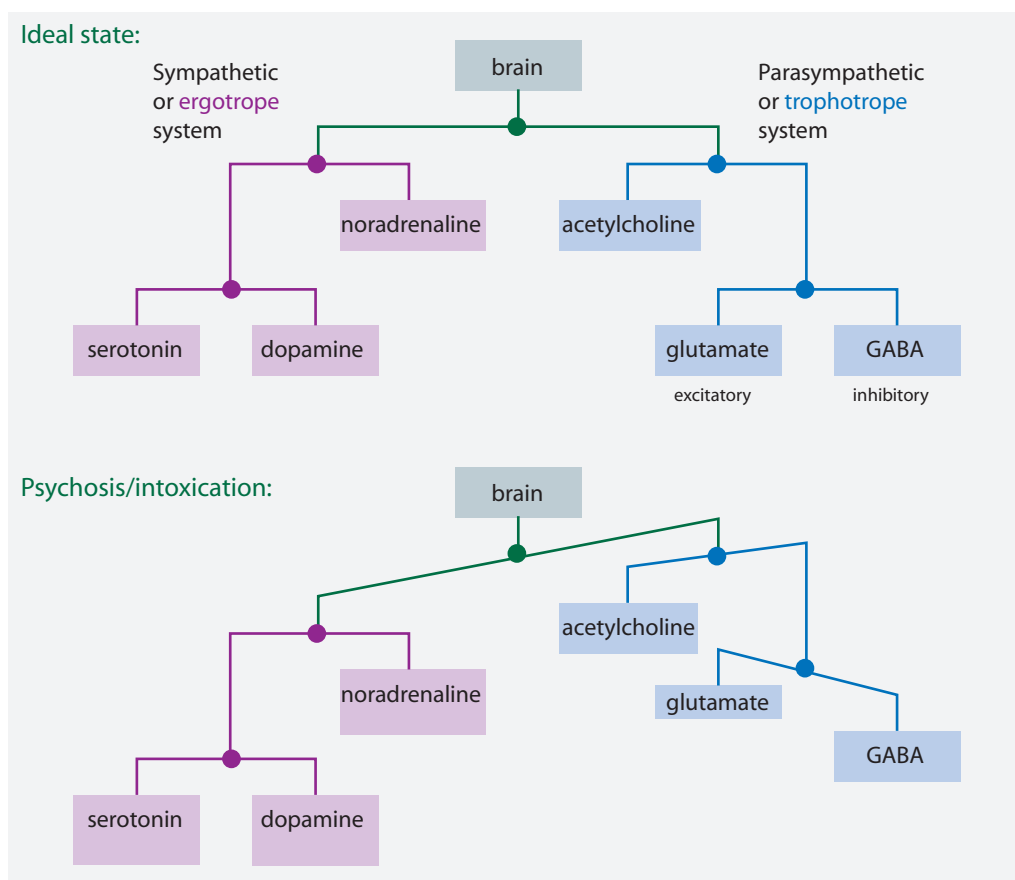 Ideal state:
Sympathetic
or ergotrope
system
brain
Parasympathetic
or trophotrope
system
noradrenaline
acetylcholine
serotonin
dopamine
glutamate
GABA
excitatory
inhibitory
Psychosis/intoxication:
brain
acetylcholine
noradrenaline
glutamate
GABA
serotonin
dopamine